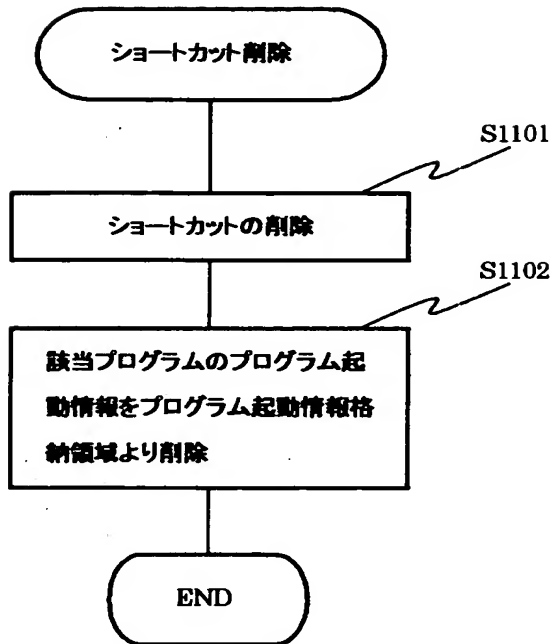 ショートカット削除
S1101
ショートカットの削除
S1102
該当プログラムのプログラム起
動情報をプログラム起動情報格
納領域より削除
END